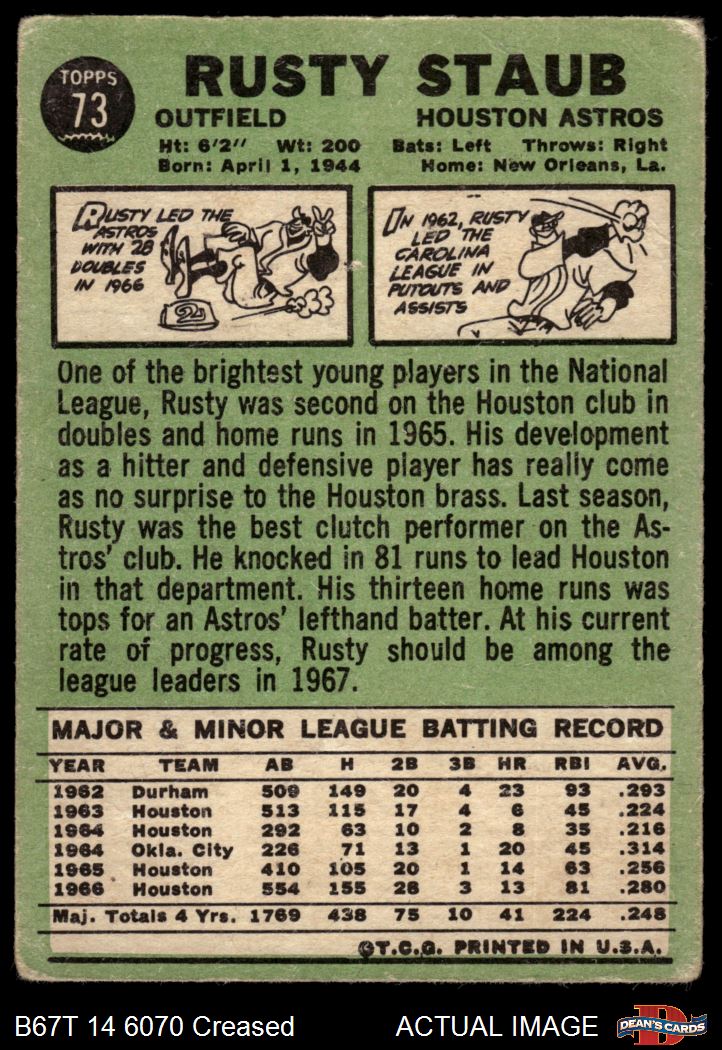 TOPPS
73
RUSTY STAUB
OUTFIELD HOUSTON ASTROS
Ht: 6'2" Wt: 200 Bats: Left Throws: Right
Born: April 1, 1944 Home: New Orleans, La.
RUSTY LED THE
ASTROS
WITH 28
DOUBLES
IN 1966
2
IN 1962, RUSTY
LED THE
CAROLINA
LEAGUE IN
PUTOUTS AND
ASSISTS
One of the brightest young players in the National
League, Rusty was second on the Houston club in
doubles and home runs in 1965. His development
as a hitter and defensive player has really come
as no surprise to the Houston brass. Last season,
Rusty was the best clutch performer on the As-
tros' club. He knocked in 81 runs to lead Houston
in that department. His thirteen home runs was
tops for an Astros' lefthand batter. At his current
rate of progress, Rusty should be among the
league leaders in 1967.
MAJOR & MINOR LEAGUE BATTING RECORD
YEAR TEAM AB H 2B 3B HR RBI AVG.
1962 Durham 509 149 20 4 23 93 .293
1963 Houston 513 115 17 4 6 45 .224
1964 Houston 292 63 10 2 8 35 .216
1964 Okla. City 226 71 13 1 20 45 .314
1965 Houston 410 105 20 1 14 63 .256
1966 Houston 554 155 28 3 13 81 .280
Maj. Totals 4 Yrs. 1769 438 75 10 41 224 .248
©T.C.G. PRINTED IN U.S.A.
B67T 14 6070 Creased ACTUAL IMAGE
D
DEAN'S CARDS